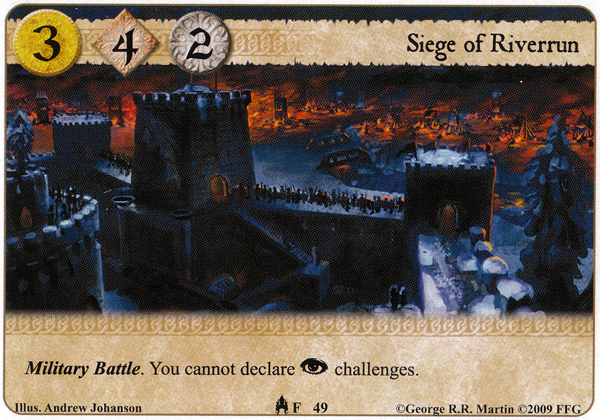 3 4 2 Siege of Riverrun
Military Battle. You cannot declare challenges.
Illus. Andrew Johanson F 49 ©George R.R. Martin ©2009 FFG